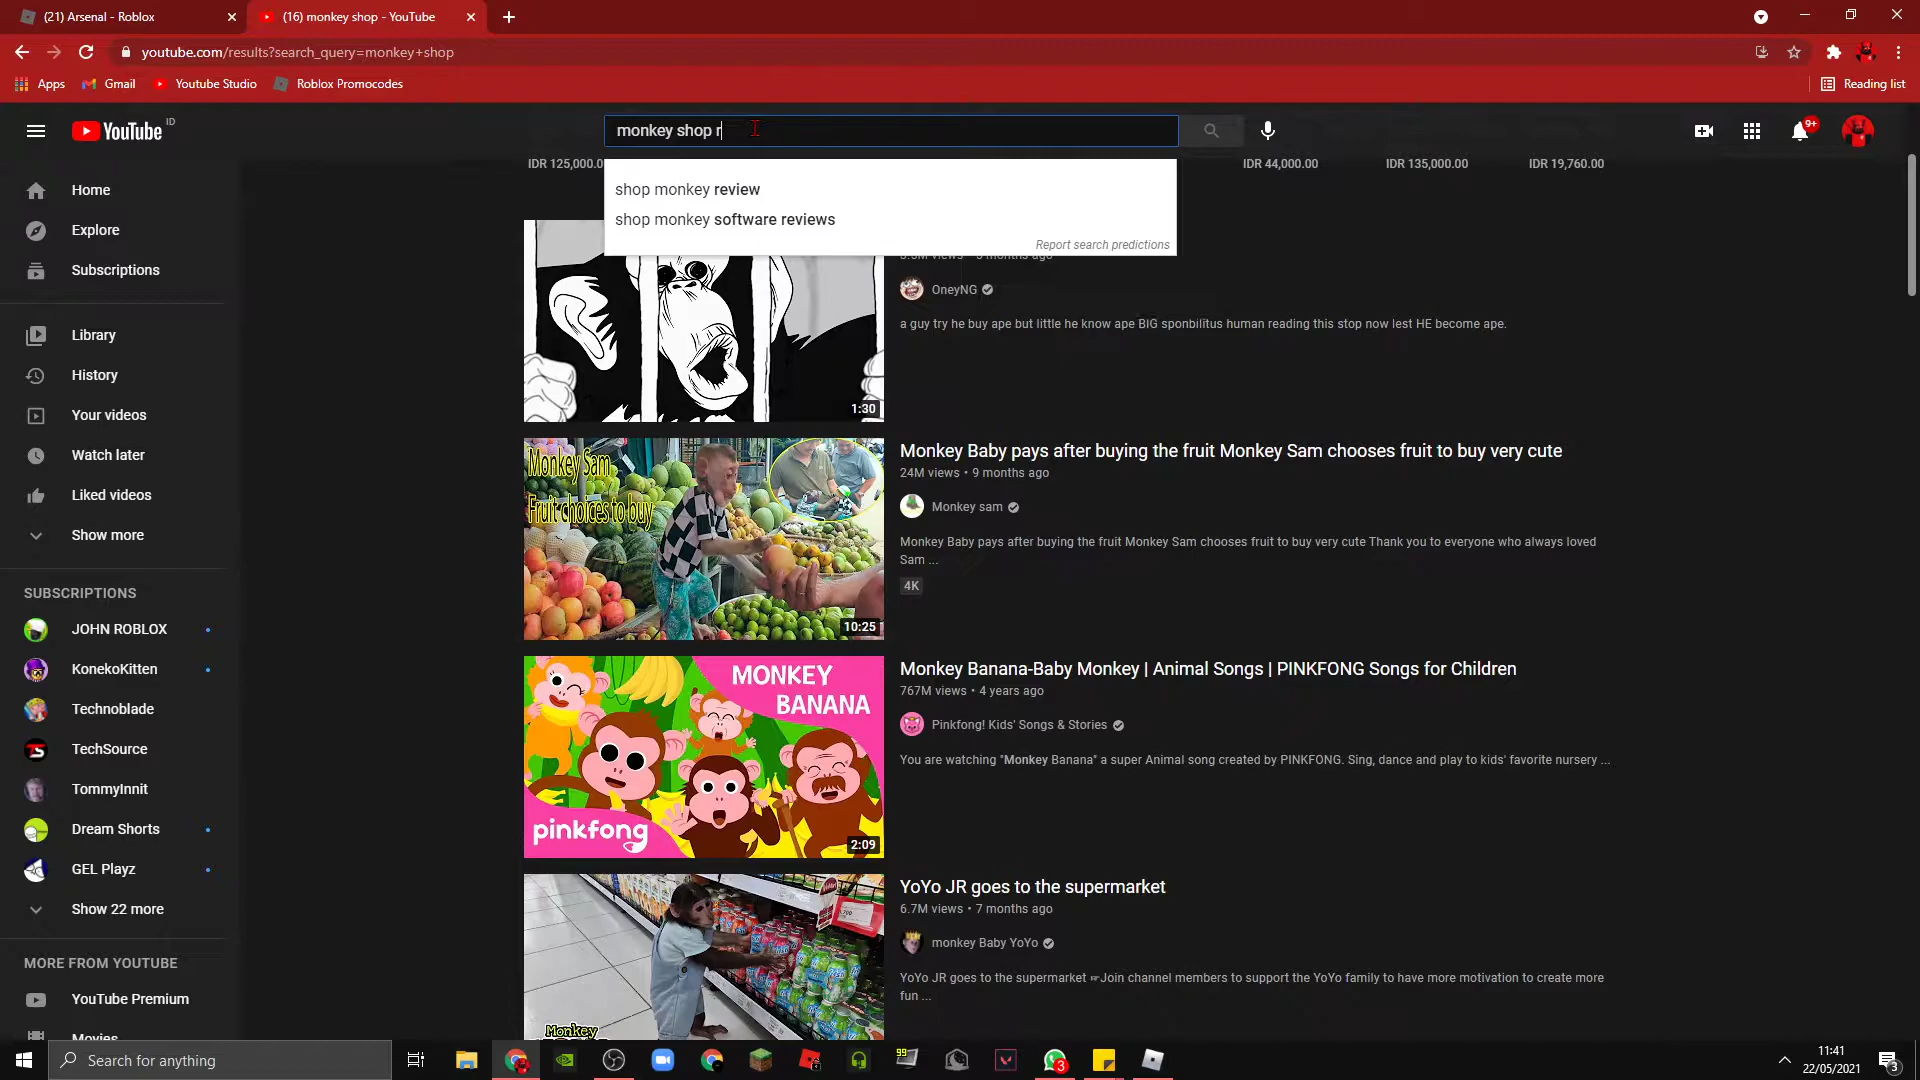 (21) Arsenal - Roblox
(16) monkey shop - YouTube
youtube.com/results?search_query=monkey+shop
Apps
Gmail
Youtube Studio
Roblox Promocodes
Reading list
YouTube ID
monkey shop r
9+
IDR 125,000.0
IDR 44,000.00
IDR 135,000.00
IDR 19,760.00
shop monkey review
shop monkey software reviews
Report search predictions
Home
Explore
Subscriptions
Library
History
Your videos
Watch later
Liked videos
Show more
SUBSCRIPTIONS
JOHN ROBLOX
KonekoKitten
Technoblade
TechSource
TommyInnit
Dream Shorts
GEL Playz
Show 22 more
MORE FROM YOUTUBE
YouTube Premium
Movies
OneyNG
a guy try he buy ape but little he know ape BIG sponbilitus human reading this stop now lest HE become ape.
1:30
Monkey Sam
Fruit choices to buy
10:25
Monkey Baby pays after buying the fruit Monkey Sam chooses fruit to buy very cute
24M views • 9 months ago
Monkey sam
Monkey Baby pays after buying the fruit Monkey Sam chooses fruit to buy very cute Thank you to everyone who always loved
Sam ...
4K
MONKEY
BANANA
pinkfong
2:09
Monkey Banana-Baby Monkey | Animal Songs | PINKFONG Songs for Children
767M views • 4 years ago
Pinkfong! Kids' Songs & Stories
You are watching "Monkey Banana" a super Animal song created by PINKFONG. Sing, dance and play to kids' favorite nursery ...
Monkey
YoYo JR goes to the supermarket
6.7M views • 7 months ago
monkey Baby YoYo
YoYo JR goes to the supermarket ☞Join channel members to support the YoYo family to have more motivation to create more
fun ...
Search for anything
99
3
11:41
22/05/2021
3